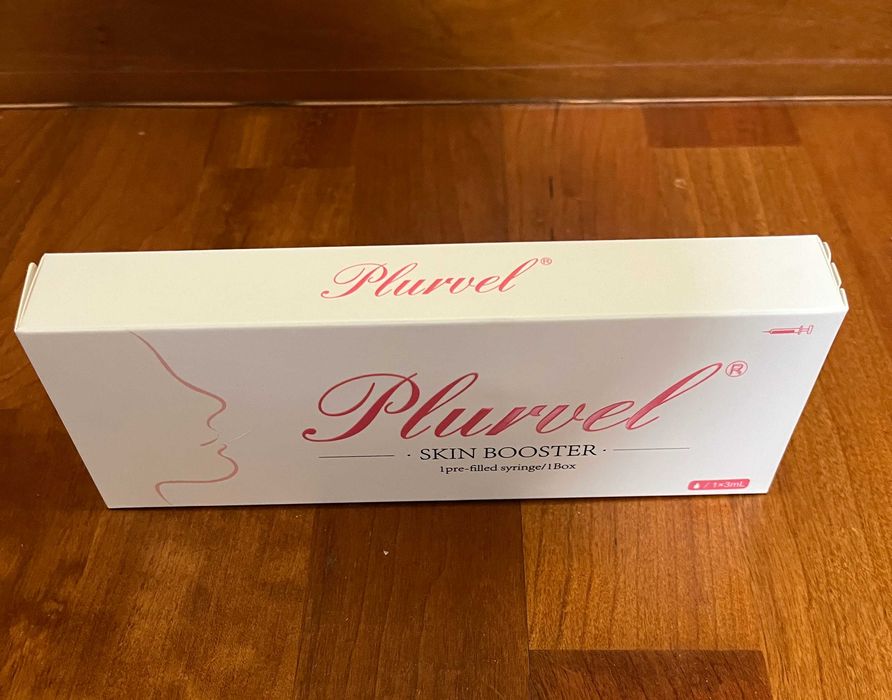 Plurvel®
Plurvel®
· SKIN BOOSTER ·
1pre-filled syringe/1Box
/ 1×3mL